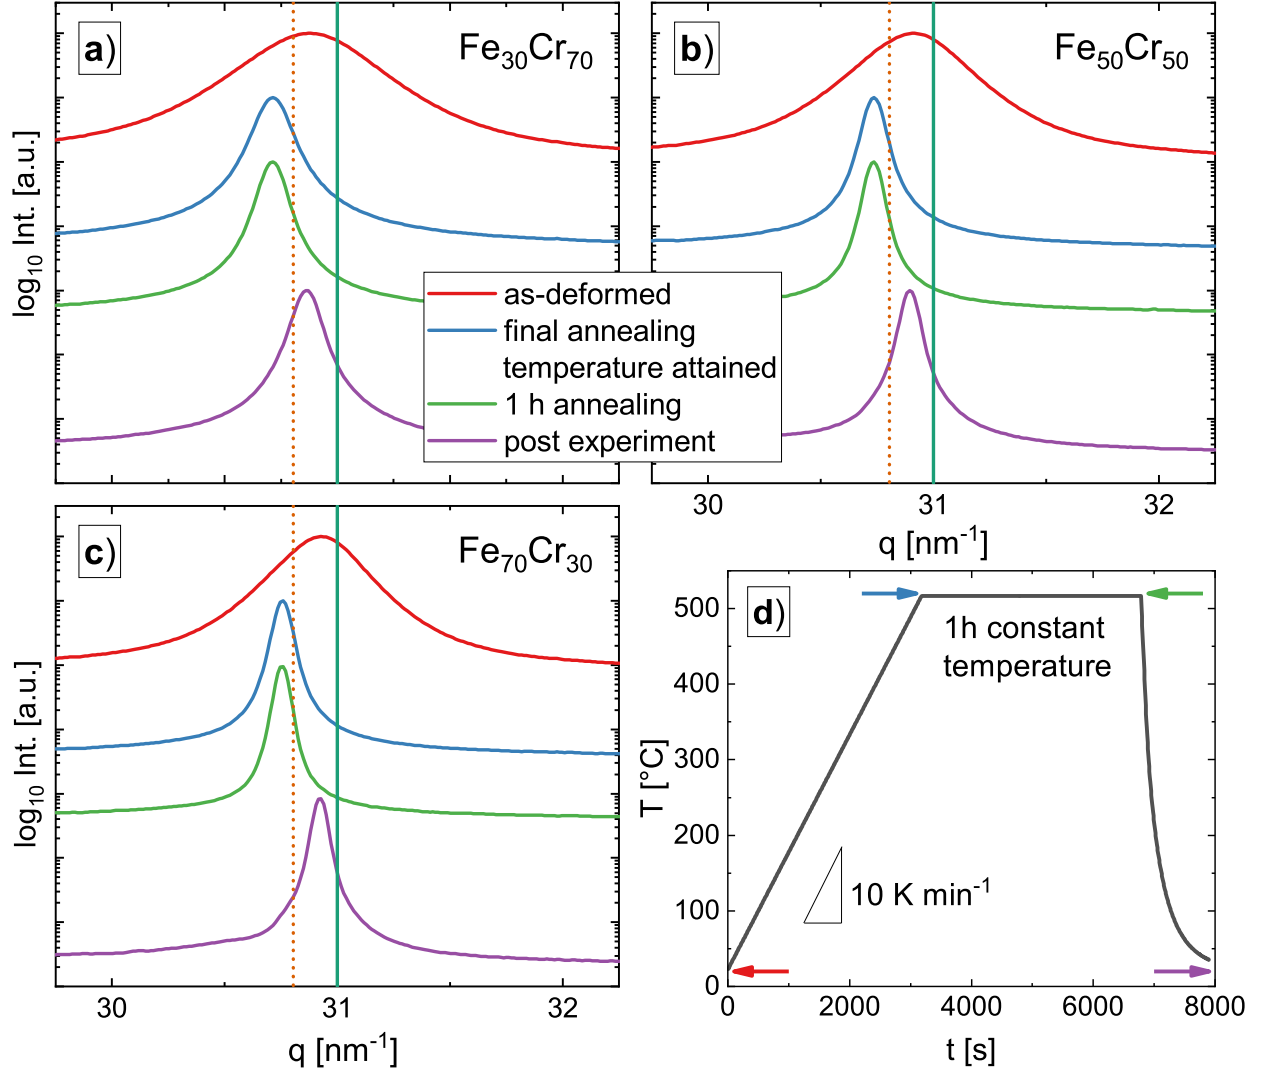 a)
Fe30Cr70
b)
Fe50Cr50
log10 Int. [a.u.]
as-deformed
final annealing
temperature attained
1 h annealing
post experiment
30
31
32
q [nm-1]
c)
Fe70Cr30
log10 Int. [a.u.]
30
31
32
q [nm-1]
d)
1h constant
temperature
10 K min-1
T [°C]
500
400
300
200
100
0
0
2000
4000
6000
8000
t [s]